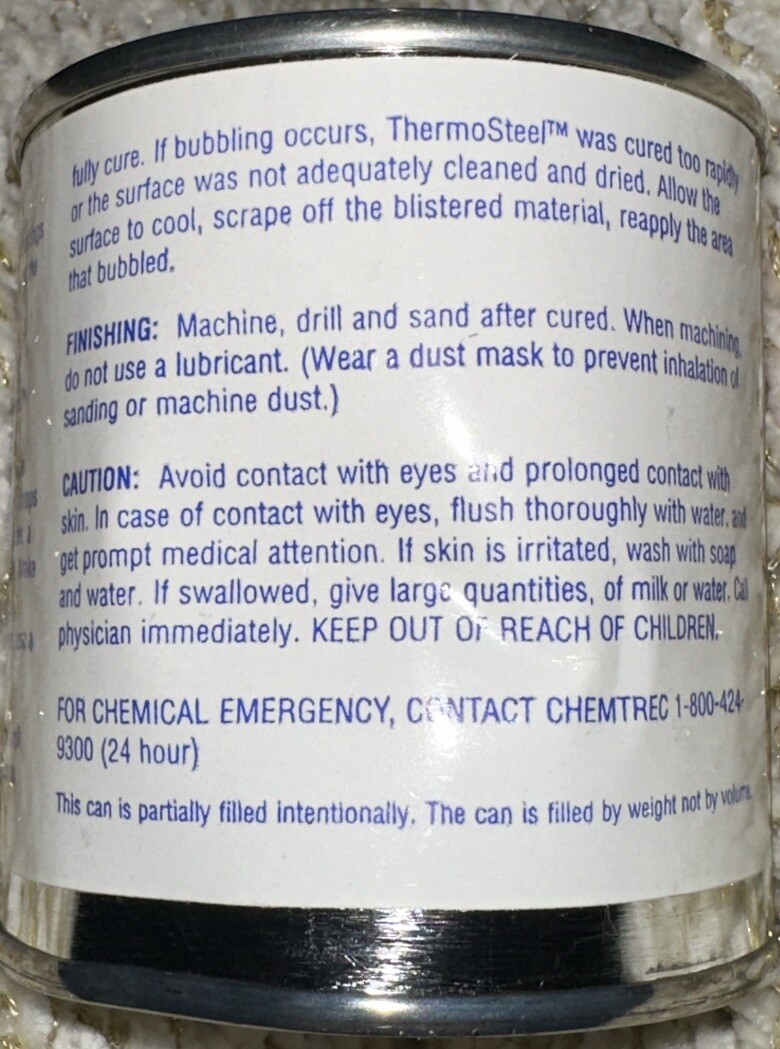 fully cure. If bubbling occurs, ThermoSteel™ was cured too rapidly
or the surface was not adequately cleaned and dried. Allow the
surface to cool, scrape off the blistered material, reapply the area
that bubbled.
FINISHING: Machine, drill and sand after cured. When machining,
do not use a lubricant. (Wear a dust mask to prevent inhalation of
sanding or machine dust.)
CAUTION: Avoid contact with eyes and prolonged contact with
skin. In case of contact with eyes, flush thoroughly with water, and
get prompt medical attention. If skin is irritated, wash with soap
and water. If swallowed, give large quantities, of milk or water. Call
physician immediately. KEEP OUT OF REACH OF CHILDREN.
FOR CHEMICAL EMERGENCY, CONTACT CHEMTREC 1-800-424-
9300 (24 hour)
This can is partially filled intentionally. The can is filled by weight not by volume.